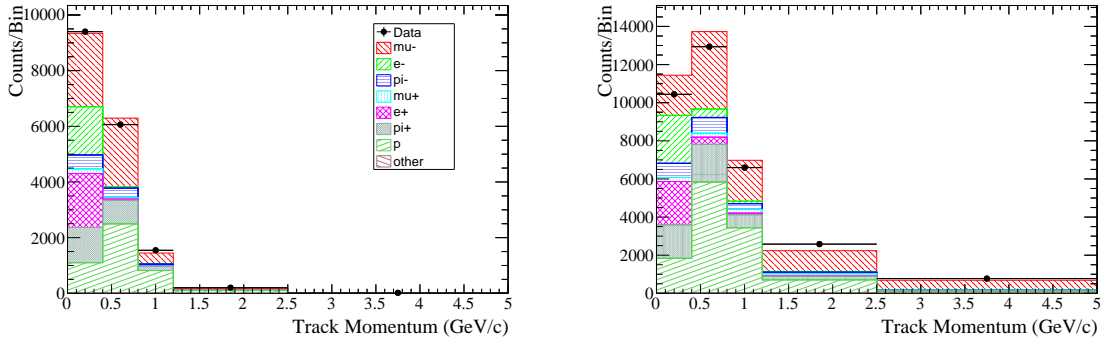 Counts/Bin
10000
8000
6000
4000
2000
0
Data
mu-
e-
pi-
mu+
e+
pi+
p
other
0 0.5 1 1.5 2 2.5 3 3.5 4 4.5 5
Track Momentum (GeV/c)
Counts/Bin
14000
12000
10000
8000
6000
4000
2000
0
0 0.5 1 1.5 2 2.5 3 3.5 4 4.5 5
Track Momentum (GeV/c)